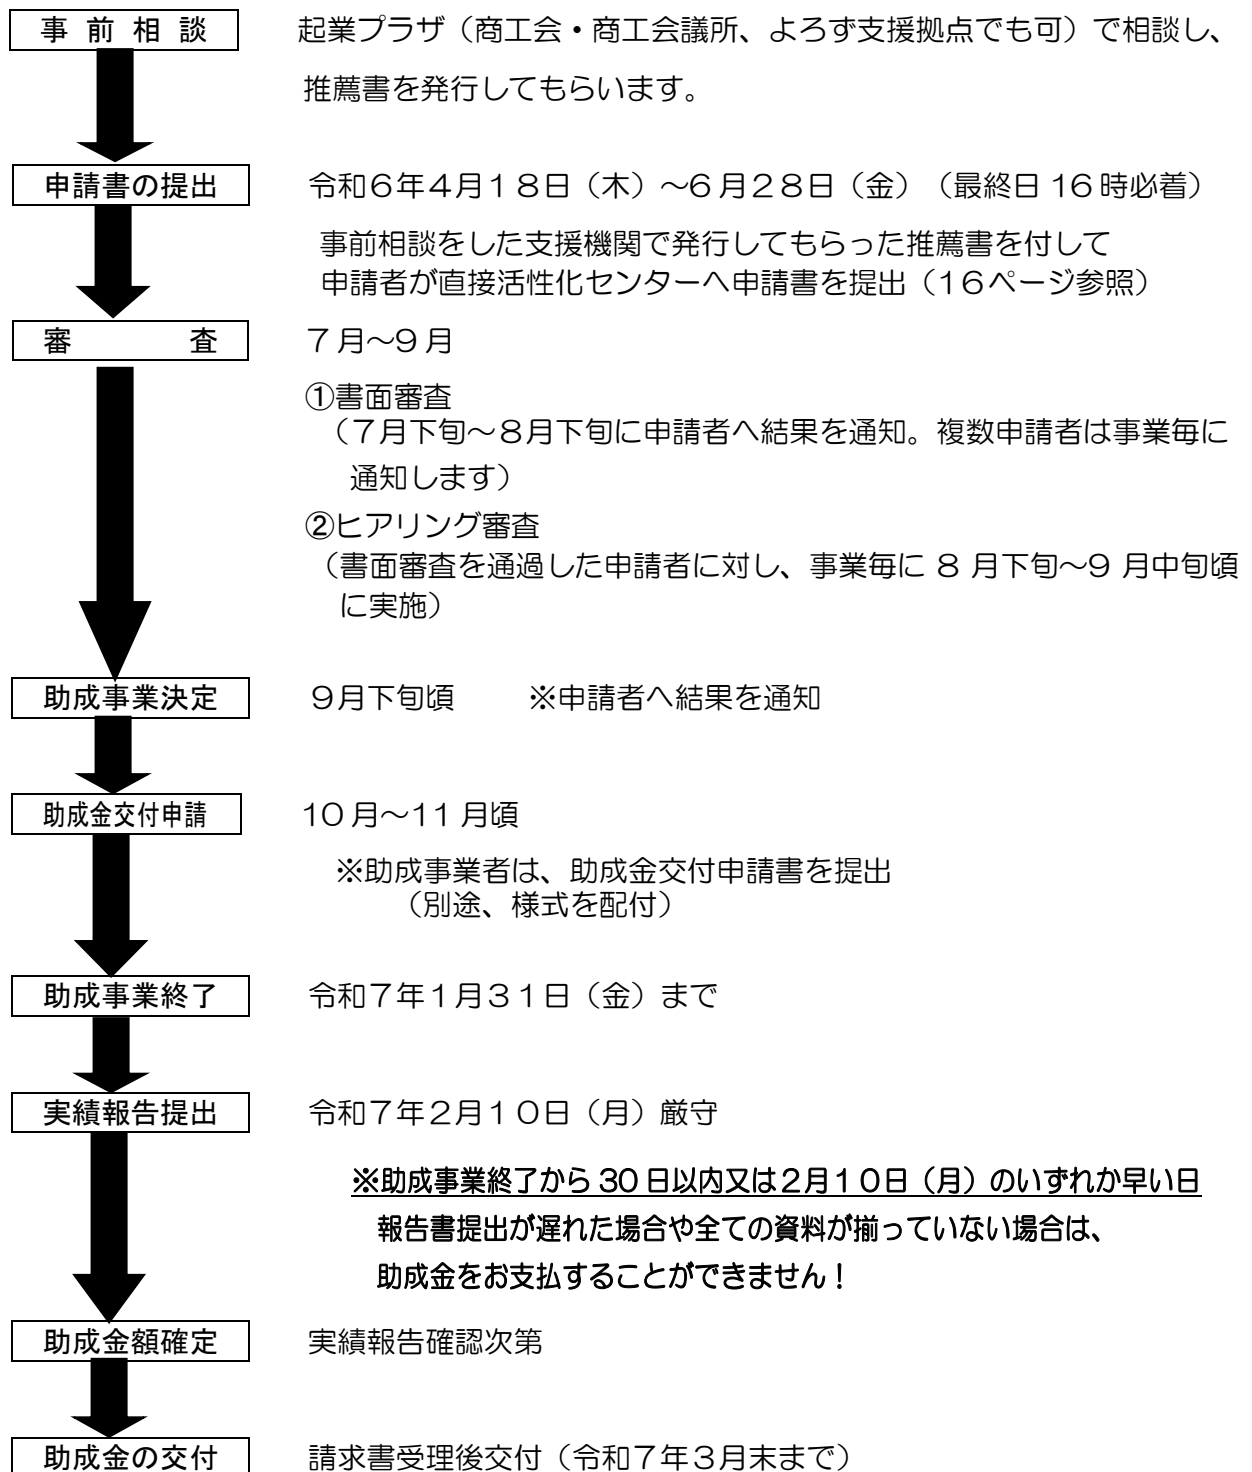 事前相談 起業プラザ（商工会・商工会議所、よろず支援拠点でも可）で相談し、
推薦書を発行してもらいます。
申請書の提出 令和６年４月１８日（木）～６月２８日（金）（最終日16時必着）
事前相談をした支援機関で発行してもらった推薦書を付して
申請者が直接活性化センターへ申請書を提出（１６ページ参照）
審査 ７月～９月
①書面審査
（７月下旬～８月下旬に申請者へ結果を通知。複数申請者は事業毎に
通知します）
②ヒアリング審査
（書面審査を通過した申請者に対し、事業毎に８月下旬～９月中旬頃
に実施）
助成事業決定 ９月下旬頃 ※申請者へ結果を通知
助成金交付申請 10月～11月頃
※助成事業者は、助成金交付申請書を提出
（別途、様式を配付）
助成事業終了 令和７年１月３１日（金）まで
実績報告提出 令和７年２月１０日（月）厳守
※助成事業終了から30日以内又は２月１０日（月）のいずれか早い日
報告書提出が遅れた場合や全ての資料が揃っていない場合は、
助成金をお支払することができません！
助成金額確定 実績報告確認次第
助成金の交付 請求書受理後交付（令和７年３月末まで）